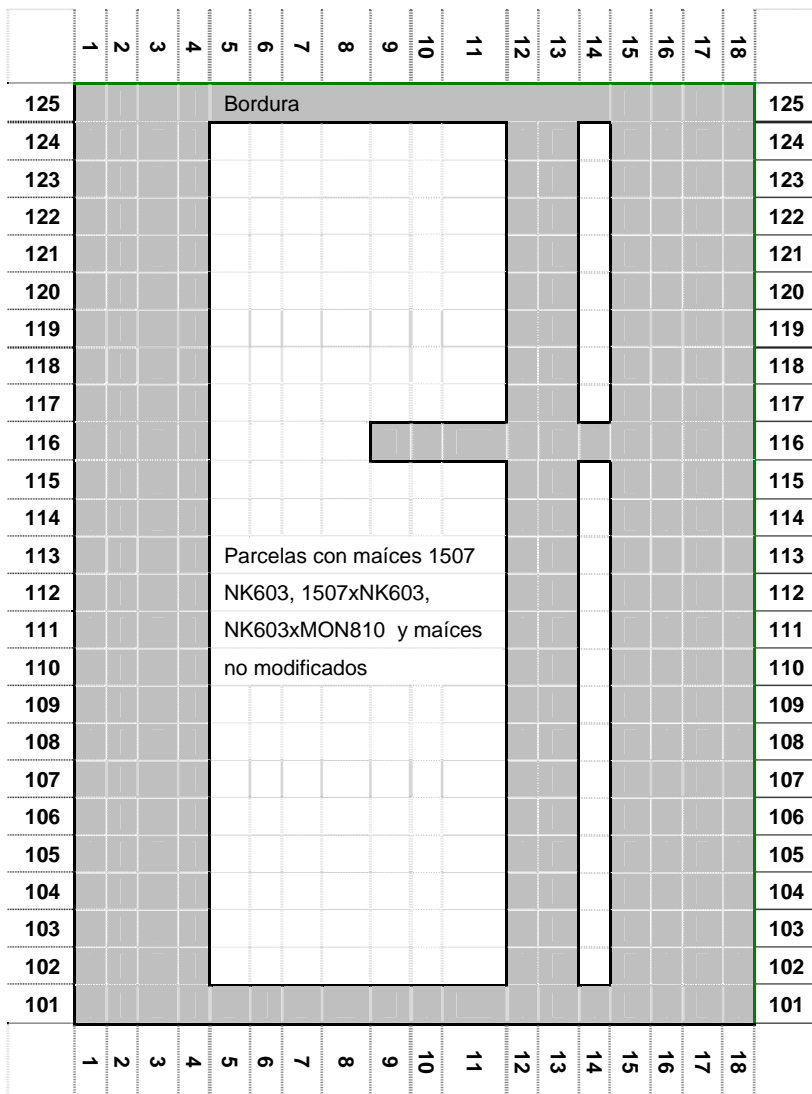 1 2 3 4 5 6 7 8 9 10 11 12 13 14 15 16 17 18
125 Bordura 125
124 124
123 123
122 122
121 121
120 120
119 119
118 118
117 117
116 116
115 115
114 114
113 Parcelas con maíces 1507 113
112 NK603, 1507xNK603, 112
111 NK603xMON810 y maíces 111
110 no modificados 110
109 109
108 108
107 107
106 106
105 105
104 104
103 103
102 102
101 101
1 2 3 4 5 6 7 8 9 10 11 12 13 14 15 16 17 18